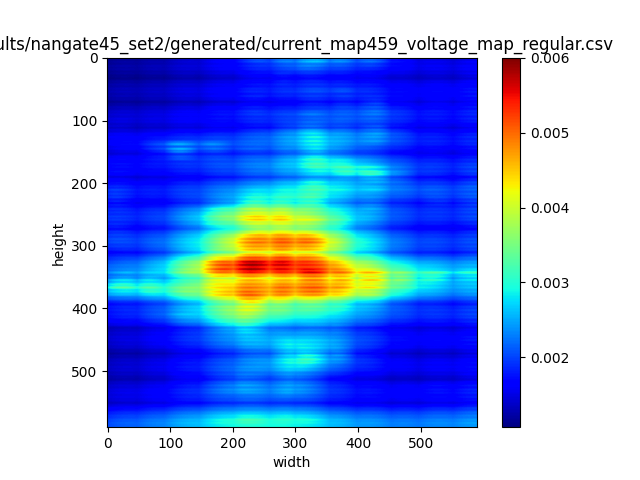 ults/nangate45_set2/generated/current_map459_voltage_map_regular.csv
0
100
200
300
400
500
height
0 100 200 300 400 500
width
0.006
0.005
0.004
0.003
0.002